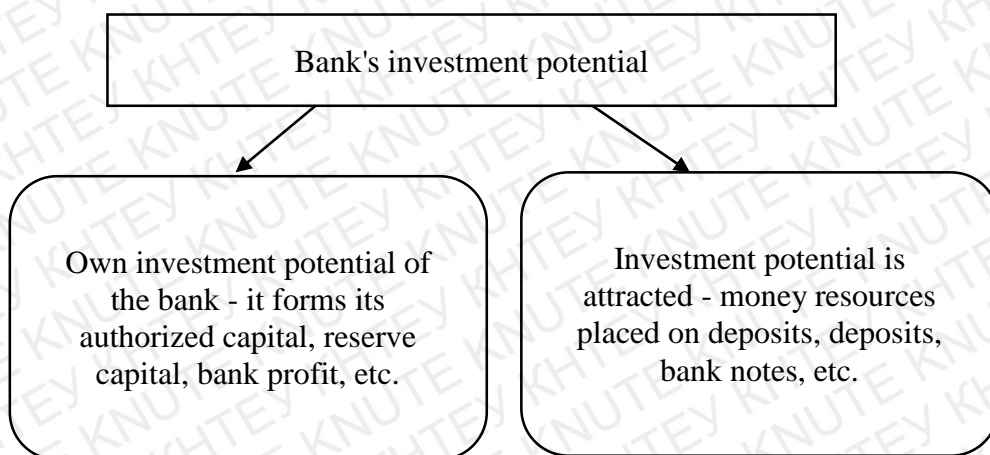 Bank's investment potential
Own investment potential of
the bank - it forms its
authorized capital, reserve
capital, bank profit, etc.
Investment potential is
attracted - money resources
placed on deposits, deposits,
bank notes, etc.